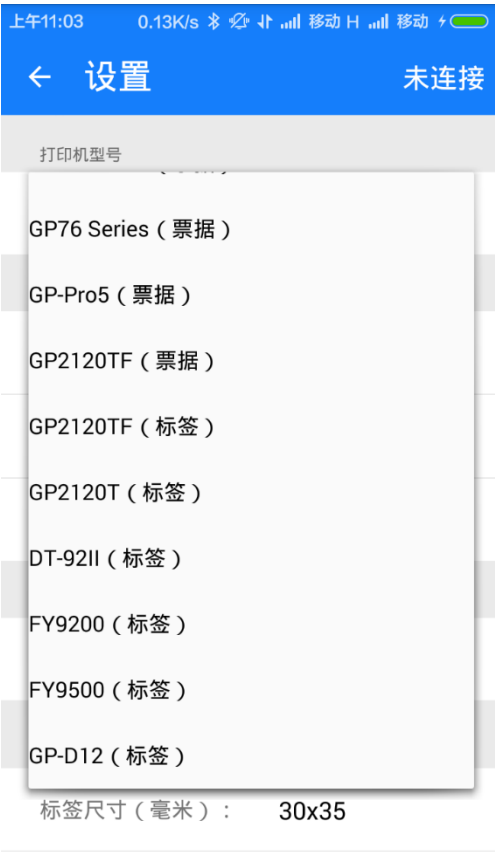 上午11:03 0.13K/s 移动 H 移动
设置 未连接
打印机型号
GP76 Series（票据）
GP-Pro5（票据）
GP2120TF（票据）
GP2120TF（标签）
GP2120T（标签）
DT-92II（标签）
FY9200（标签）
FY9500（标签）
GP-D12（标签）
标签尺寸（毫米）： 30x35